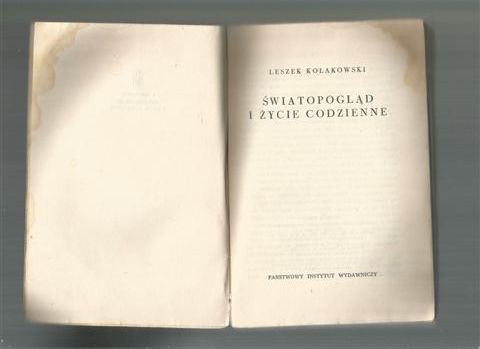 LESZEK KOŁAKOWSKI
ŚWIATOPOGLĄD
I ŻYCIE CODZIENNE
PAŃSTWOWY INSTYTUT WYDAWNICZY